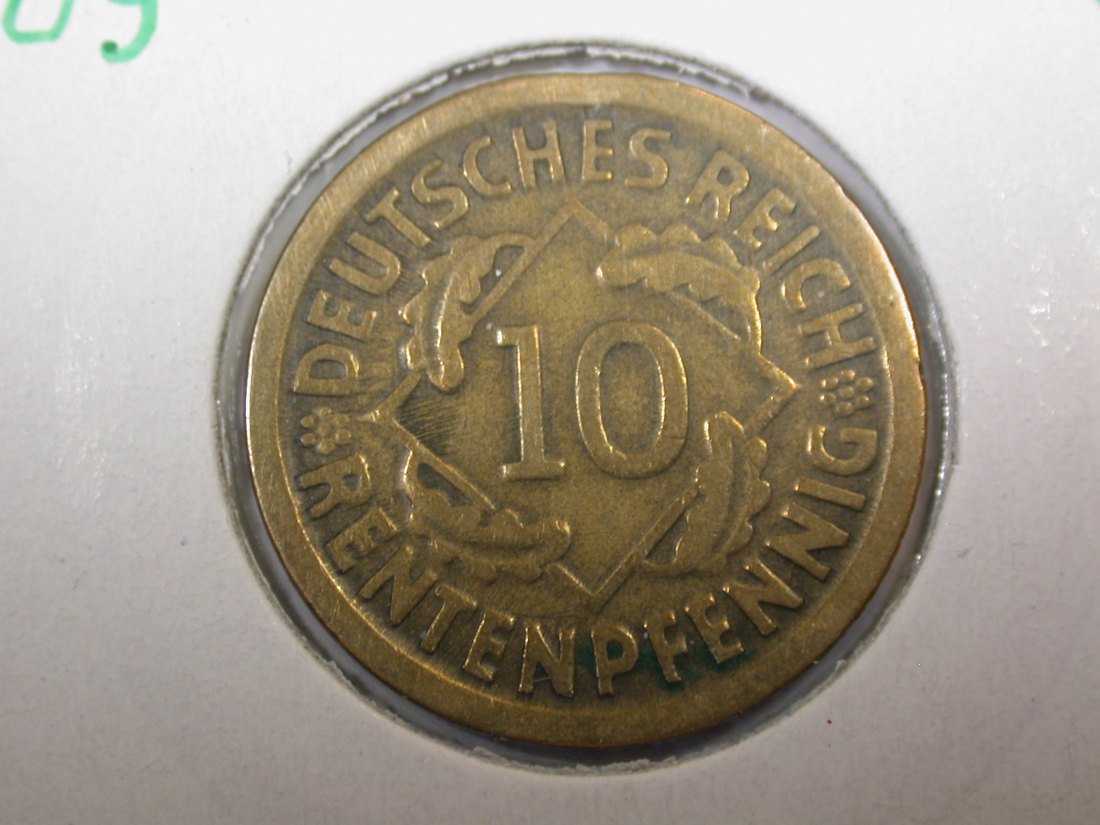 DEUTSCHES REICH
10
RENTENPFENNIG